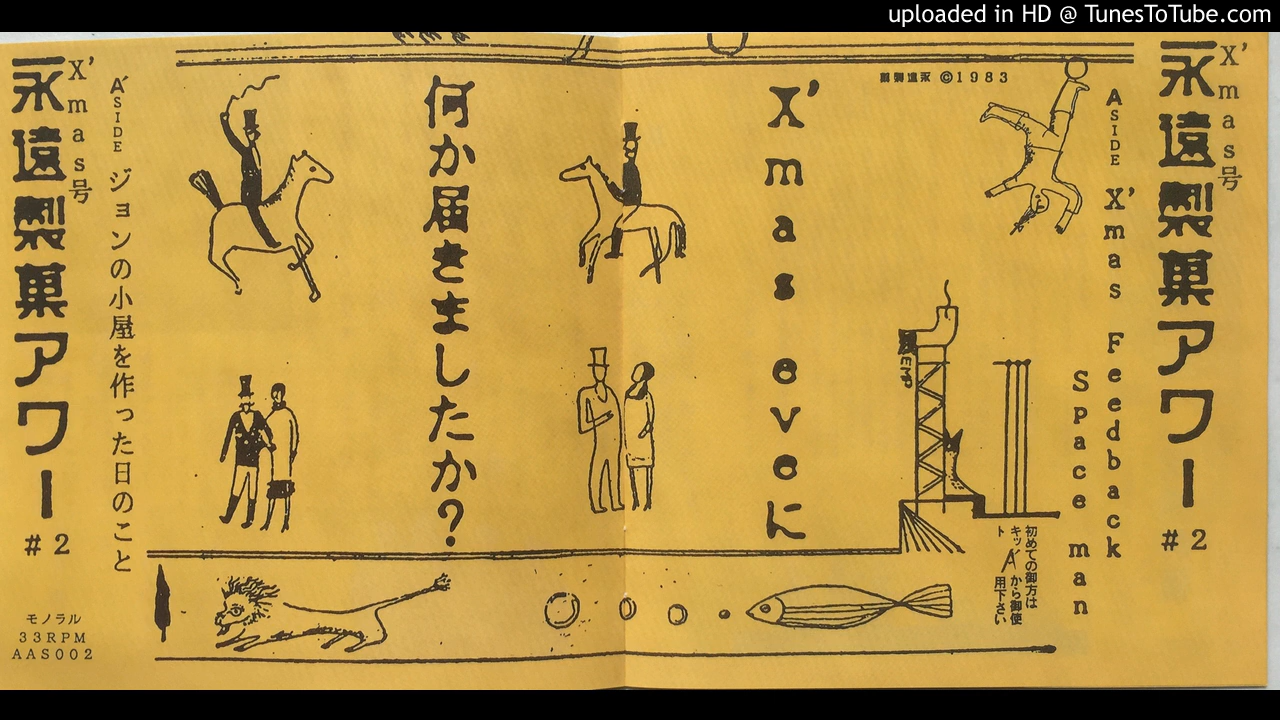 uploaded in HD @ TunesToTube.com
X'mas号
永遠製菓アワー
#2
A'SIDE X'mas Feedback
Space man
永遠製菓 ©1983
X'mas eveに
何か届きましたか?
初めての御方は
キッA'から御使
ト 用下さい
A'SIDE ジョンの小屋を作った日のこと
X'mas号
永遠製菓アワー
#2
モノラル
33RPM
AAS002